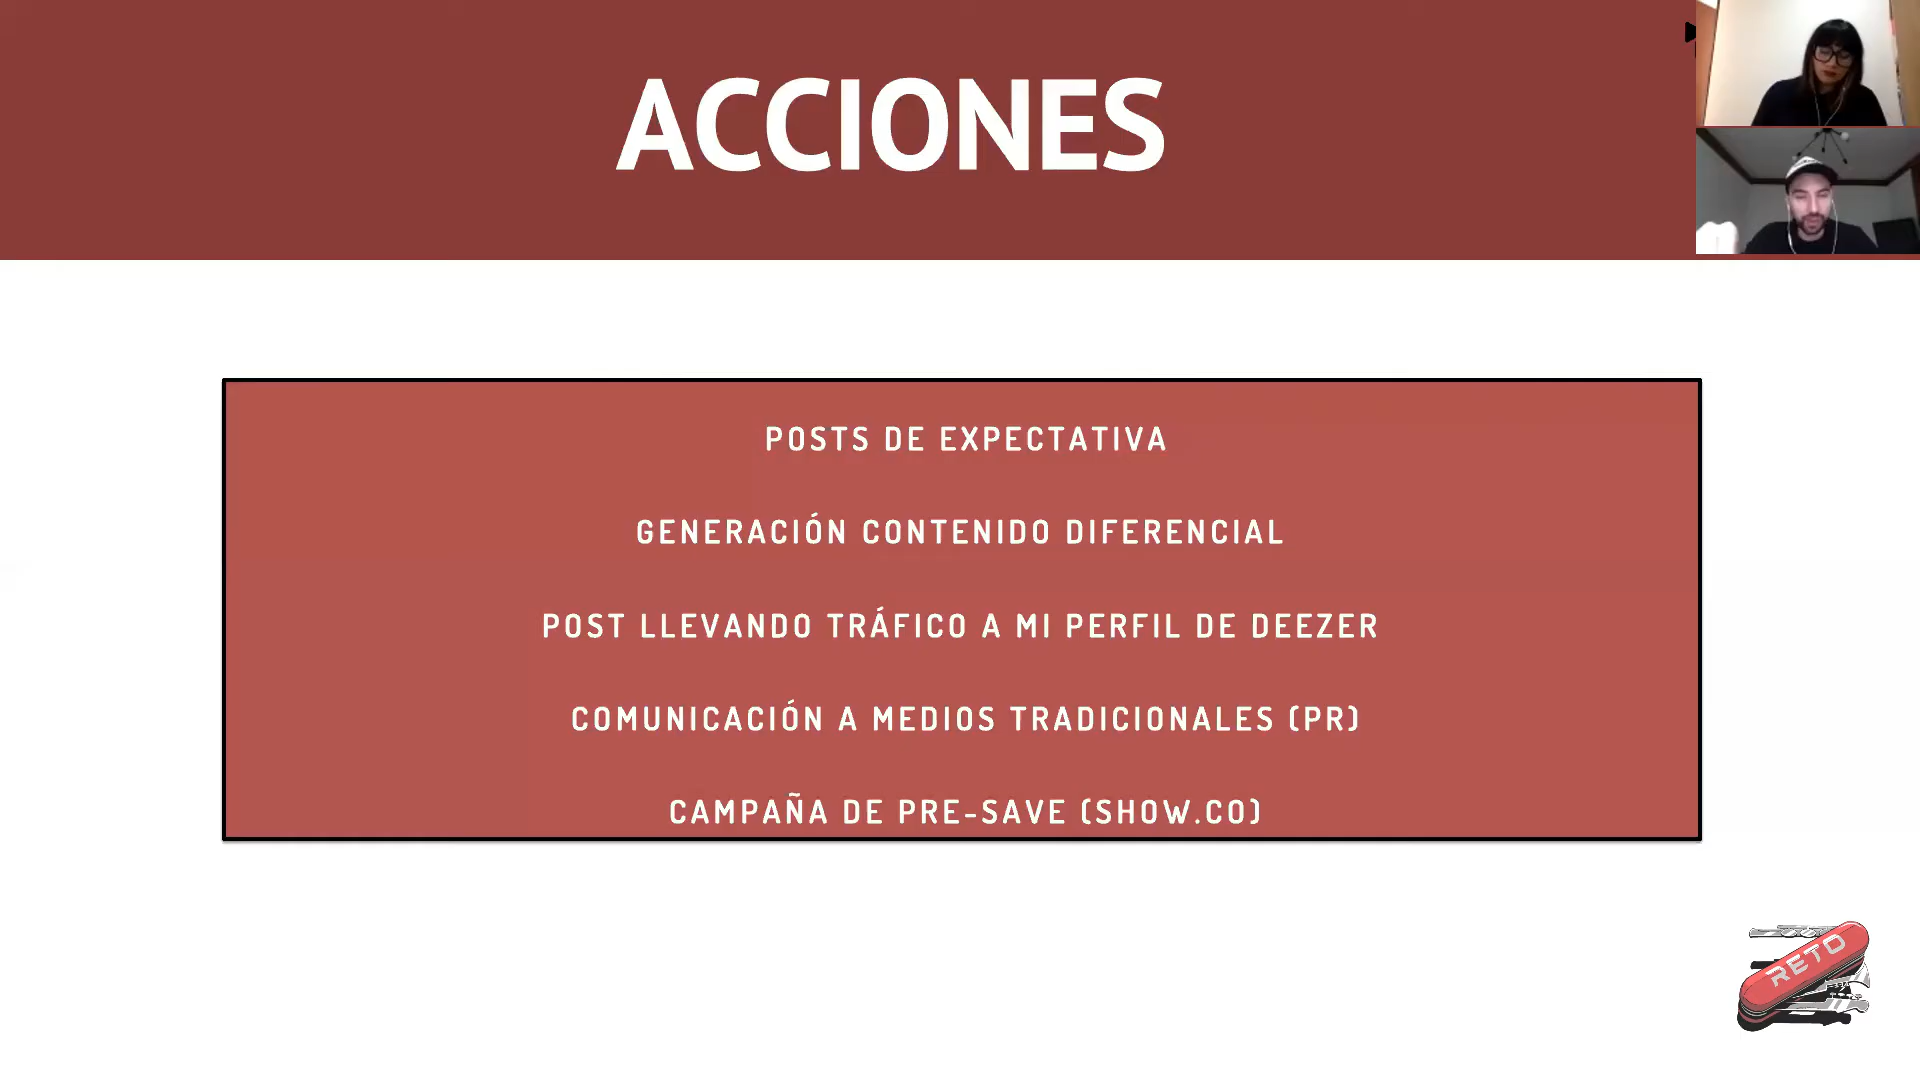 ACCIONES
POSTS DE EXPECTATIVA
GENERACIÓN CONTENIDO DIFERENCIAL
POST LLEVANDO TRÁFICO A MI PERFIL DE DEEZER
COMUNICACIÓN A MEDIOS TRADICIONALES (PR)
CAMPAÑA DE PRE-SAVE (SHOW.CO)
RETO